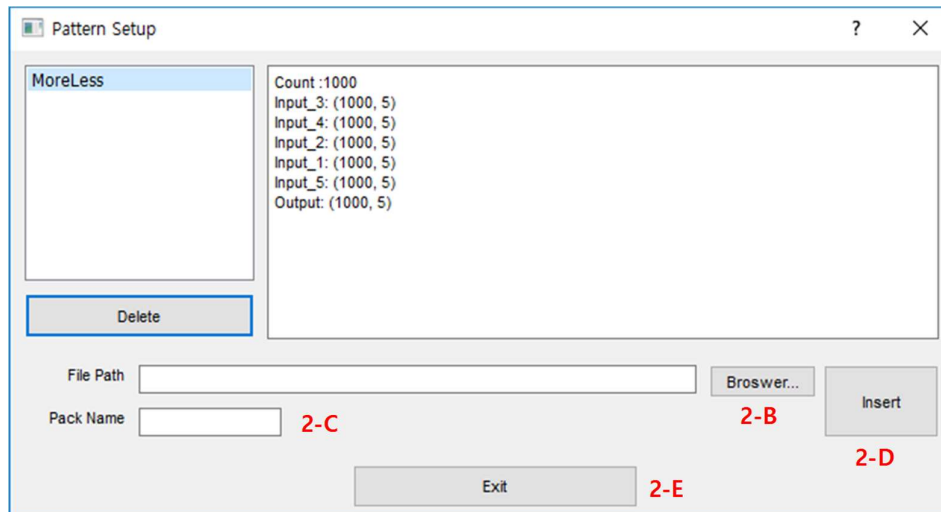 Pattern Setup
?
MoreLess
Count :1000
Input_3: (1000, 5)
Input_4: (1000, 5)
Input_2: (1000, 5)
Input_1: (1000, 5)
Input_5: (1000, 5)
Output: (1000, 5)
Delete
File Path
Broswer...
Insert
Pack Name
2-C
2-B
2-D
Exit
2-E